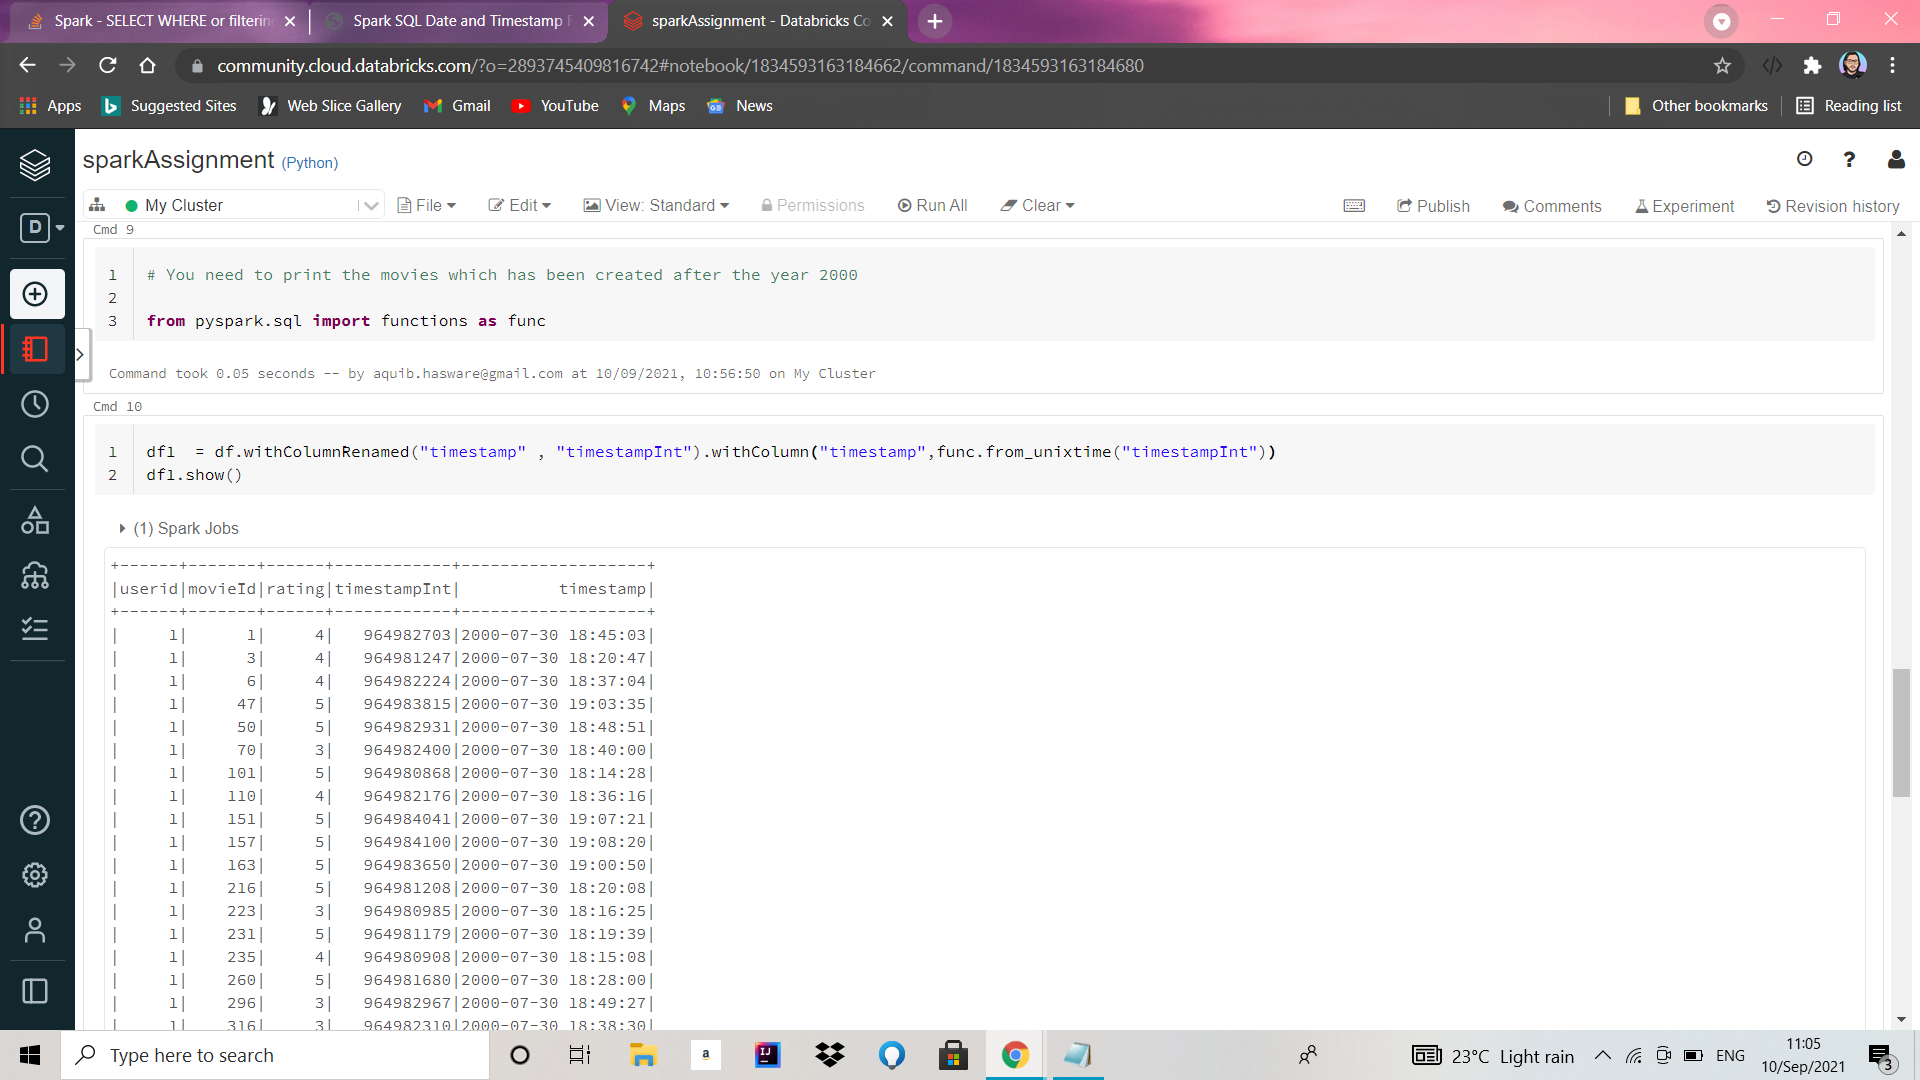 Spark - SELECT WHERE or filterin
Spark SQL Date and Timestamp F
sparkAssignment - Databricks Co
community.cloud.databricks.com/?o=2893745409816742#notebook/1834593163184662/command/1834593163184680
Apps
Suggested Sites
Web Slice Gallery
Gmail
YouTube
Maps
News
Other bookmarks
Reading list
sparkAssignment (Python)
D
My Cluster
File
Edit
View: Standard
Permissions
Run All
Clear
Publish
Comments
Experiment
Revision history
Cmd 9
1 # You need to print the movies which has been created after the year 2000
2
3 from pyspark.sql import functions as func
Command took 0.05 seconds -- by aquib.hasware@gmail.com at 10/09/2021, 10:56:50 on My Cluster
Cmd 10
1 df1  = df.withColumnRenamed("timestamp" , "timestampInt").withColumn("timestamp",func.from_unixtime("timestampInt"))
2 df1.show()
(1) Spark Jobs
+------+-------+------+------------+-------------------+
|userid|movieId|rating|timestampInt|          timestamp|
+------+-------+------+------------+-------------------+
|     1|      1|     4|   964982703|2000-07-30 18:45:03|
|     1|      3|     4|   964981247|2000-07-30 18:20:47|
|     1|      6|     4|   964982224|2000-07-30 18:37:04|
|     1|     47|     5|   964983815|2000-07-30 19:03:35|
|     1|     50|     5|   964982931|2000-07-30 18:48:51|
|     1|     70|     3|   964982400|2000-07-30 18:40:00|
|     1|    101|     5|   964980868|2000-07-30 18:14:28|
|     1|    110|     4|   964982176|2000-07-30 18:36:16|
|     1|    151|     5|   964984041|2000-07-30 19:07:21|
|     1|    157|     5|   964984100|2000-07-30 19:08:20|
|     1|    163|     5|   964983650|2000-07-30 19:00:50|
|     1|    216|     5|   964981208|2000-07-30 18:20:08|
|     1|    223|     3|   964980985|2000-07-30 18:16:25|
|     1|    231|     5|   964981179|2000-07-30 18:19:39|
|     1|    235|     4|   964980908|2000-07-30 18:15:08|
|     1|    260|     5|   964981680|2000-07-30 18:28:00|
|     1|    296|     3|   964982967|2000-07-30 18:49:27|
|     1|    316|     3|   964982310|2000-07-30 18:38:30|
Type here to search
23°C Light rain
ENG
11:05
10/Sep/2021
3